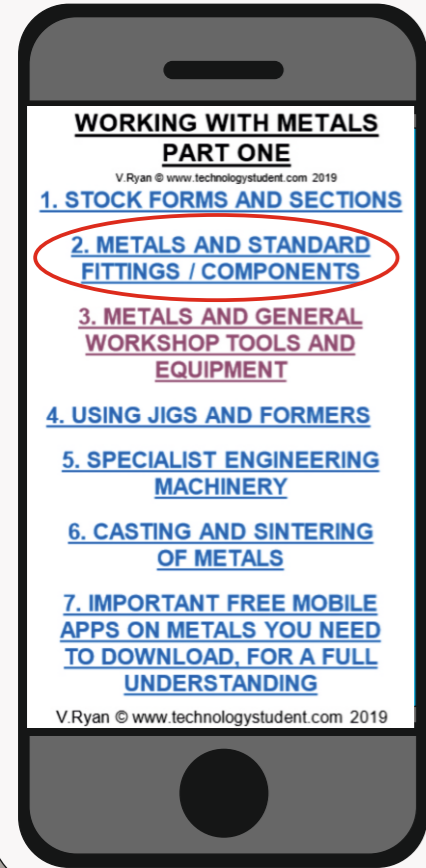 WORKING WITH METALS
PART ONE
V.Ryan © www.technologystudent.com 2019
1. STOCK FORMS AND SECTIONS
2. METALS AND STANDARD
FITTINGS / COMPONENTS
3. METALS AND GENERAL
WORKSHOP TOOLS AND
EQUIPMENT
4. USING JIGS AND FORMERS
5. SPECIALIST ENGINEERING
MACHINERY
6. CASTING AND SINTERING
OF METALS
7. IMPORTANT FREE MOBILE
APPS ON METALS YOU NEED
TO DOWNLOAD, FOR A FULL
UNDERSTANDING
V.Ryan © www.technologystudent.com 2019